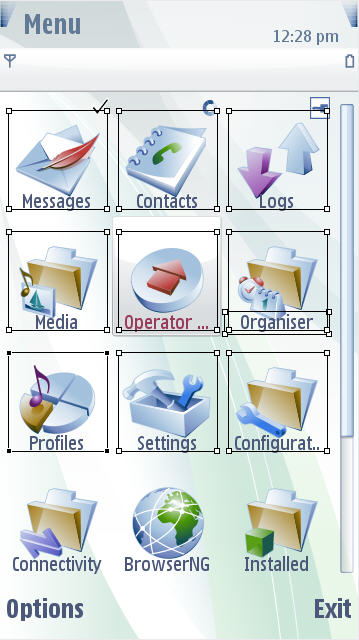 Menu
12:28 pm
Messages
Contacts
Logs
Media
Operator ...
Organiser
Profiles
Settings
Configurat..
Connectivity
BrowserNG
Installed
Options
Exit